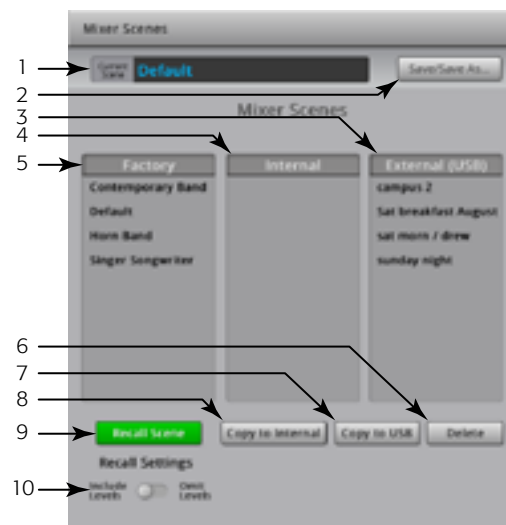 Mixer Scenes
1
Current Scene
Default
Save/Save As...
2
3
Mixer Scenes
4
5
Factory
Internal
External (USB)
Contemporary Band
campus 2
Default
Sat breakfast August
Horn Band
sat morn / drew
Singer Songwriter
sunday night
6
7
8
9
Recall Scene
Copy to Internal
Copy to USB
Delete
Recall Settings
10
Include Levels
Omit Levels